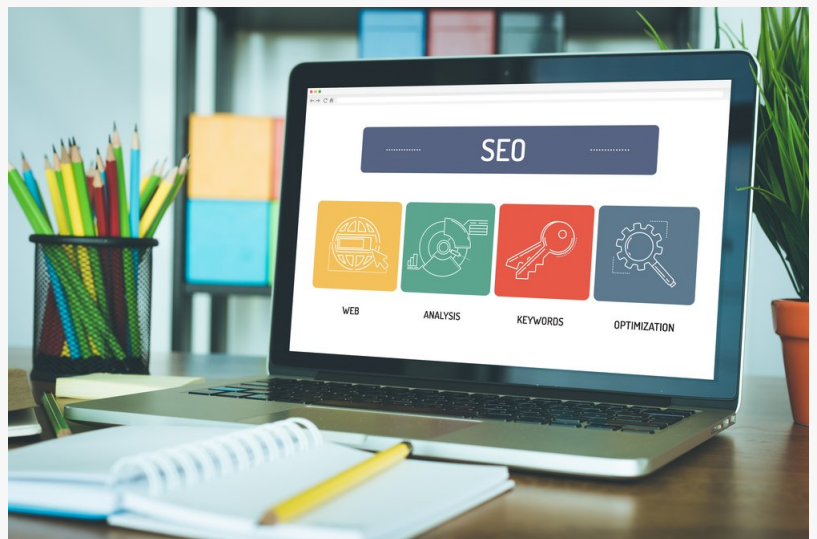 SEO
WEB
ANALYSIS
KEYWORDS
OPTIMIZATION